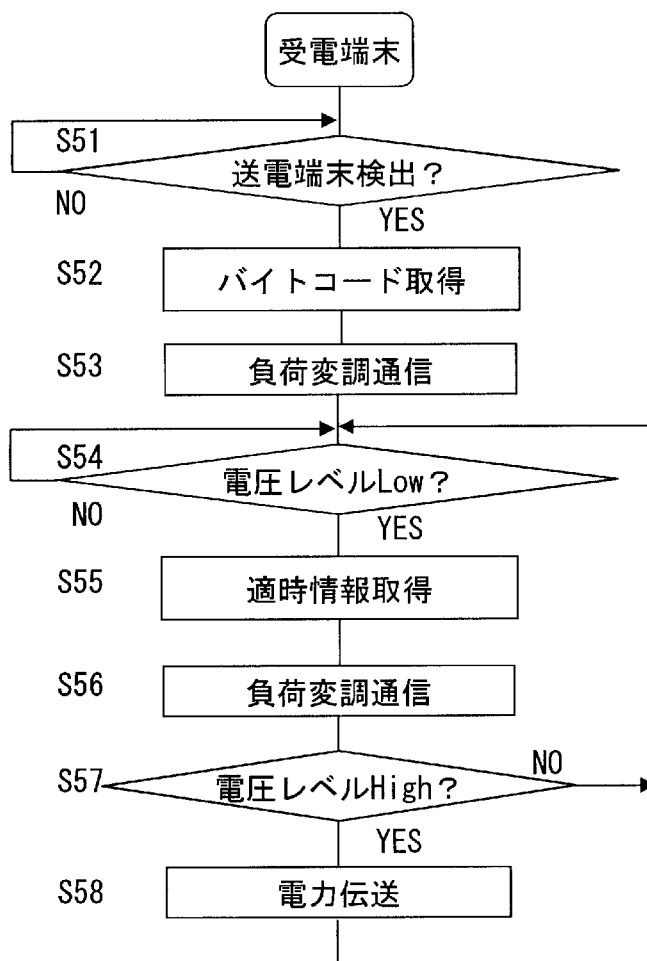 受電端末
S51
送電端末検出？
NO
YES
S52
バイトコード取得
S53
負荷変調通信
S54
電圧レベルLow？
NO
YES
S55
適時情報取得
S56
負荷変調通信
S57
電圧レベルHigh？
NO
YES
S58
電力伝送